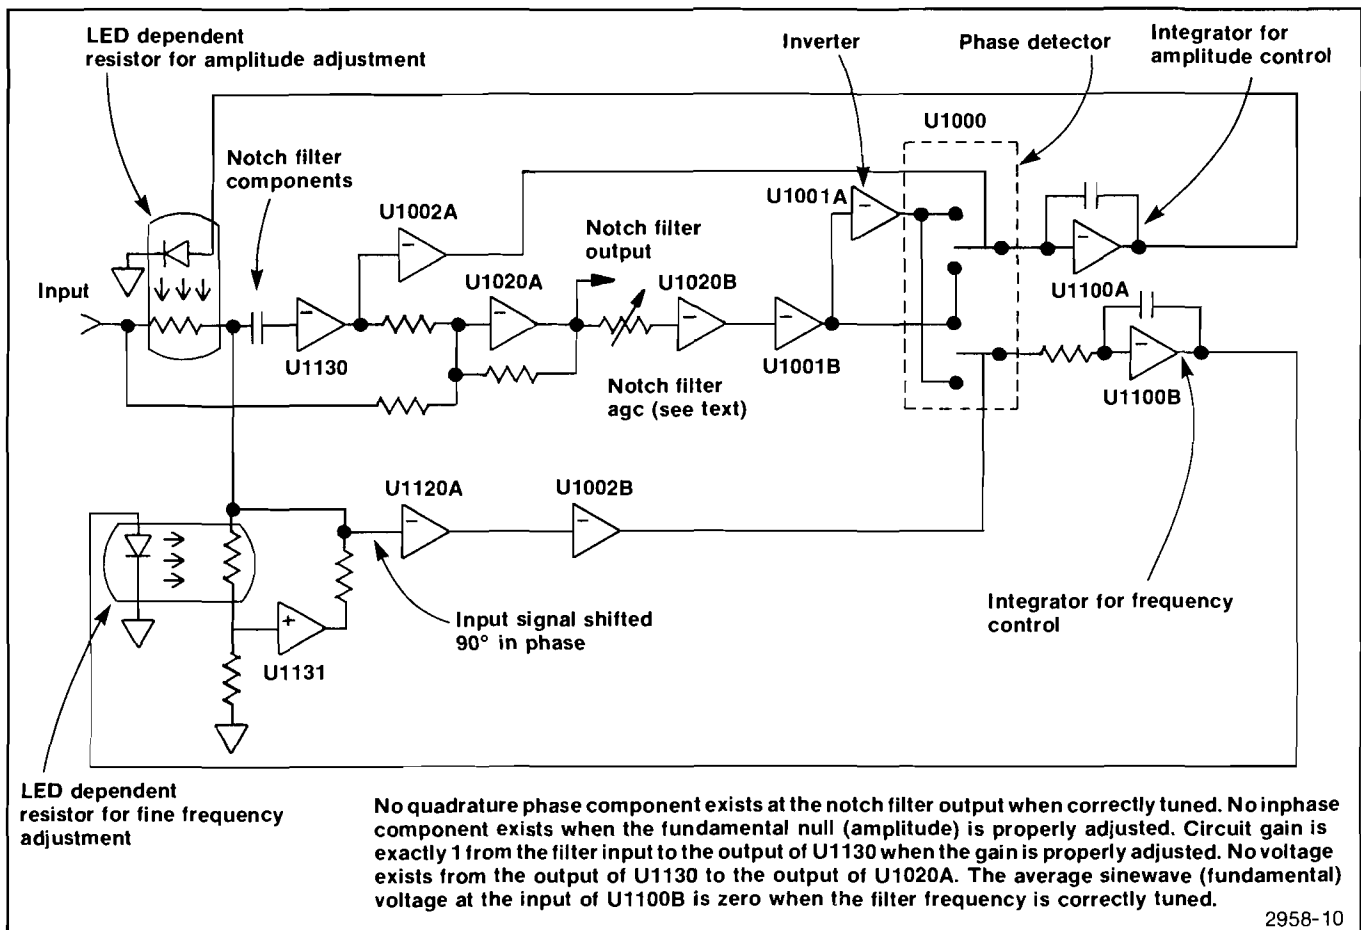 LED dependent
resistor for amplitude adjustment
Inverter
Phase detector
Integrator for
amplitude control
U1000
Notch filter
components
U1002A
U1001A
Notch filter
output
Input
U1020A
U1020B
U1100A
U1130
U1001B
Notch filter
agc (see text)
U1100B
U1120A
U1002B
Input signal shifted
90° in phase
Integrator for frequency
control
U1131
LED dependent
resistor for fine frequency
adjustment
No quadrature phase component exists at the notch filter output when correctly tuned. No inphase
component exists when the fundamental null (amplitude) is properly adjusted. Circuit gain is
exactly 1 from the filter input to the output of U1130 when the gain is properly adjusted. No voltage
exists from the output of U1130 to the output of U1020A. The average sinewave (fundamental)
voltage at the input of U1100B is zero when the filter frequency is correctly tuned.
2958-10